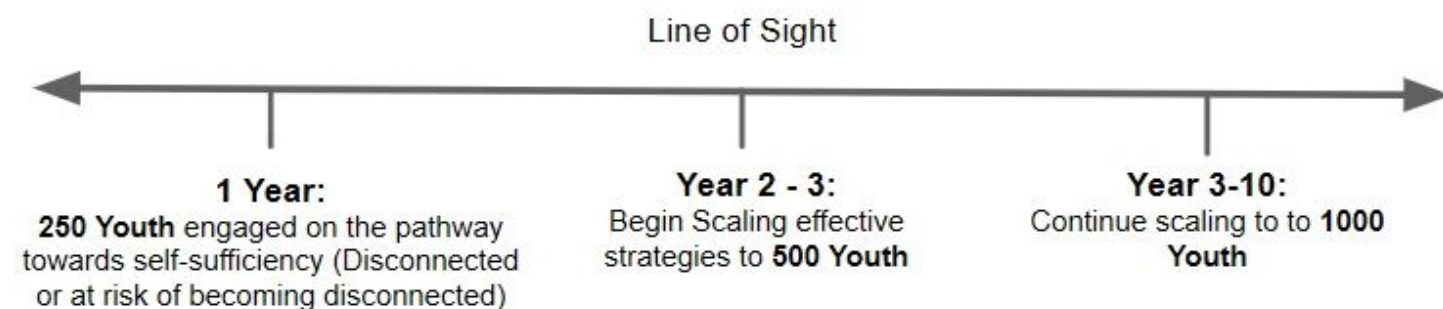 Line of Sight
1 Year:
250 Youth engaged on the pathway
towards self-sufficiency (Disconnected
or at risk of becoming disconnected)
Year 2 - 3:
Begin Scaling effective
strategies to 500 Youth
Year 3-10:
Continue scaling to to 1000
Youth